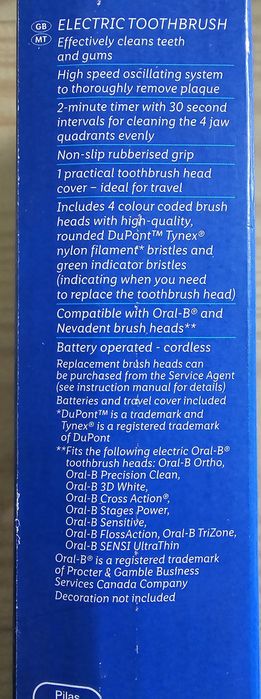 GB ELECTRIC TOOTHBRUSH
MT Effectively cleans teeth
and gums
High speed oscillating system
to thoroughly remove plaque
2-minute timer with 30 second
intervals for cleaning the 4 jaw
quadrants evenly
Non-slip rubberised grip
1 practical toothbrush head
cover – ideal for travel
Includes 4 colour coded brush
heads with high-quality,
rounded DuPont™ Tynex®
nylon filament* bristles and
green indicator bristles
(indicating when you need
to replace the toothbrush head)
Compatible with Oral-B® and
Nevadent brush heads**
Battery operated - cordless
Replacement brush heads can
be purchased from the Service Agent
(see instruction manual for details)
Batteries and travel cover included
*DuPont™ is a trademark and
Tynex® is a registered trademark
of DuPont
**Fits the following electric Oral-B®
toothbrush heads: Oral-B Ortho,
Oral-B Precision Clean,
Oral-B 3D White,
Oral-B Cross Action®,
Oral-B Stages Power,
Oral-B Sensitive,
Oral-B FlossAction, Oral-B TriZone,
Oral-B SENSI UltraThin
Oral-B® is a registered trademark
of Procter & Gamble Business
Services Canada Company
Decoration not included
Pilas